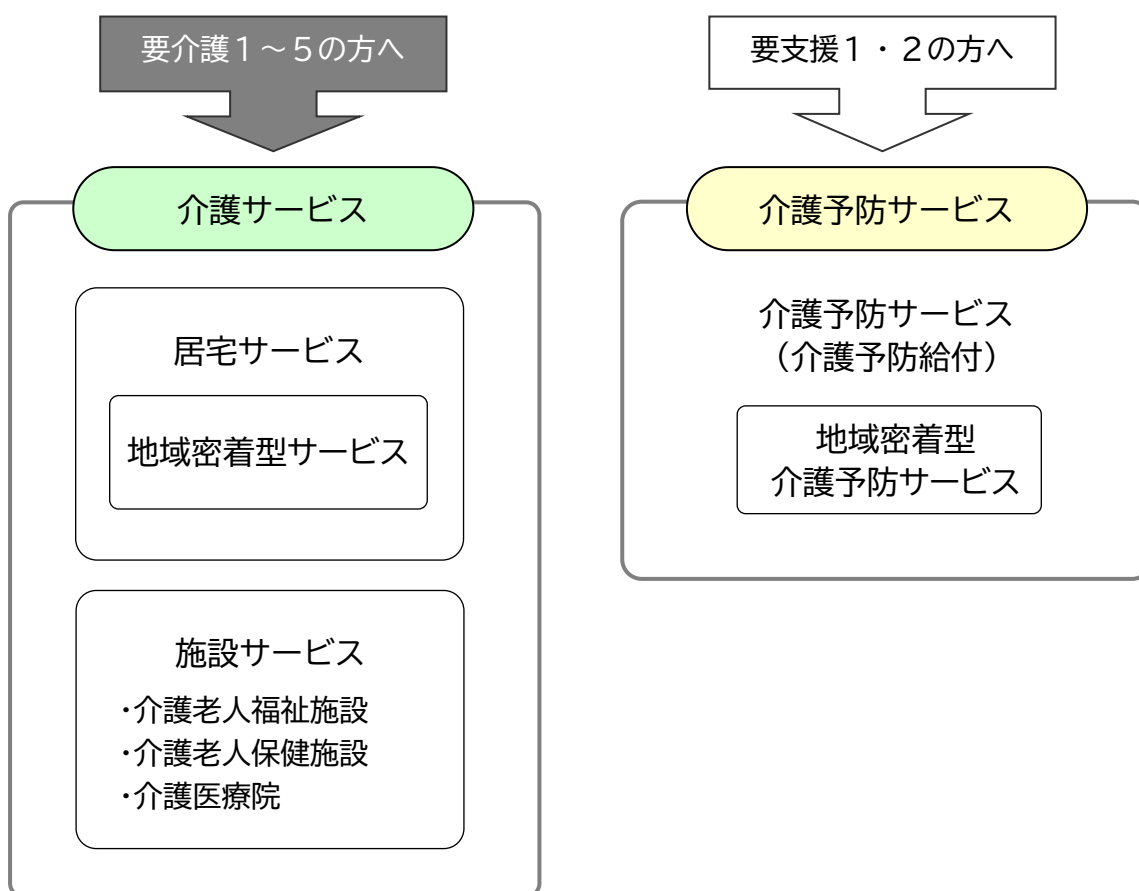 要介護１～５の方へ
介護サービス
居宅サービス
地域密着型サービス
施設サービス
・介護老人福祉施設
・介護老人保健施設
・介護医療院
要支援１・２の方へ
介護予防サービス
介護予防サービス
（介護予防給付）
地域密着型
介護予防サービス